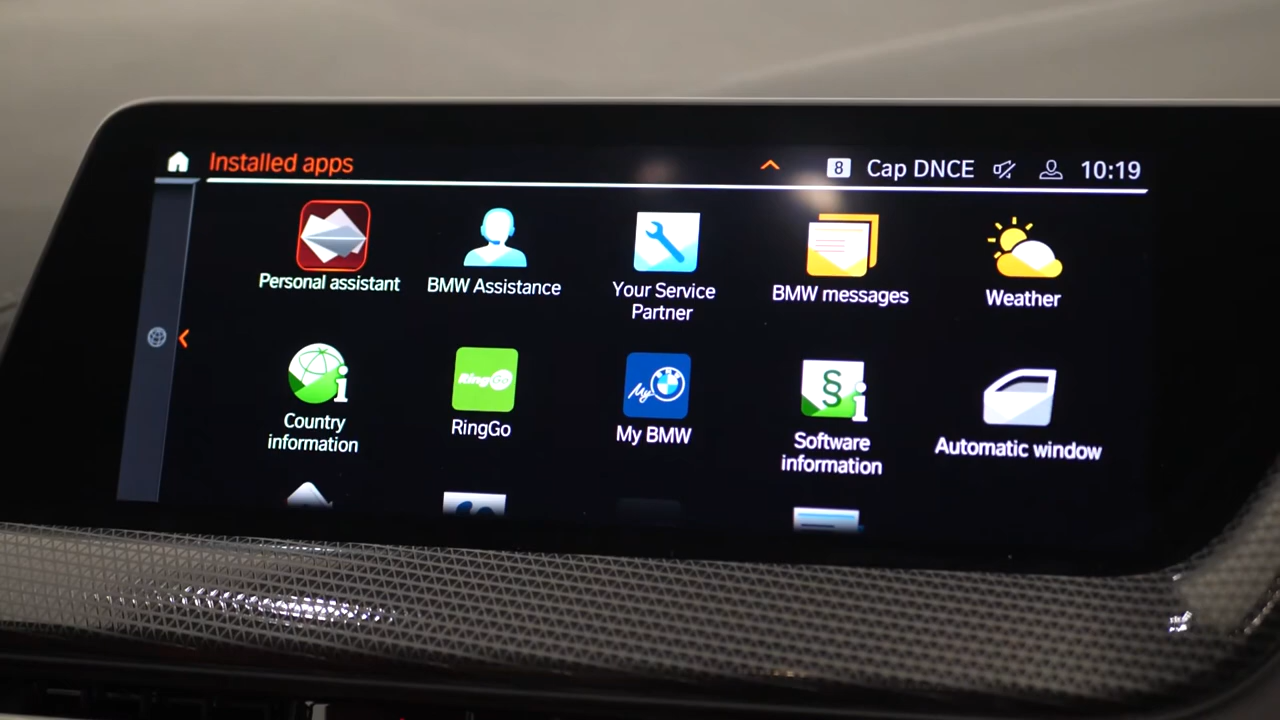 Installed apps
8 Cap DNCE 10:19
Personal assistant
BMW Assistance
Your Service
Partner
BMW messages
Weather
Country
information
RingGo
RingGo
My
My BMW
§ i
Software
information
Automatic window